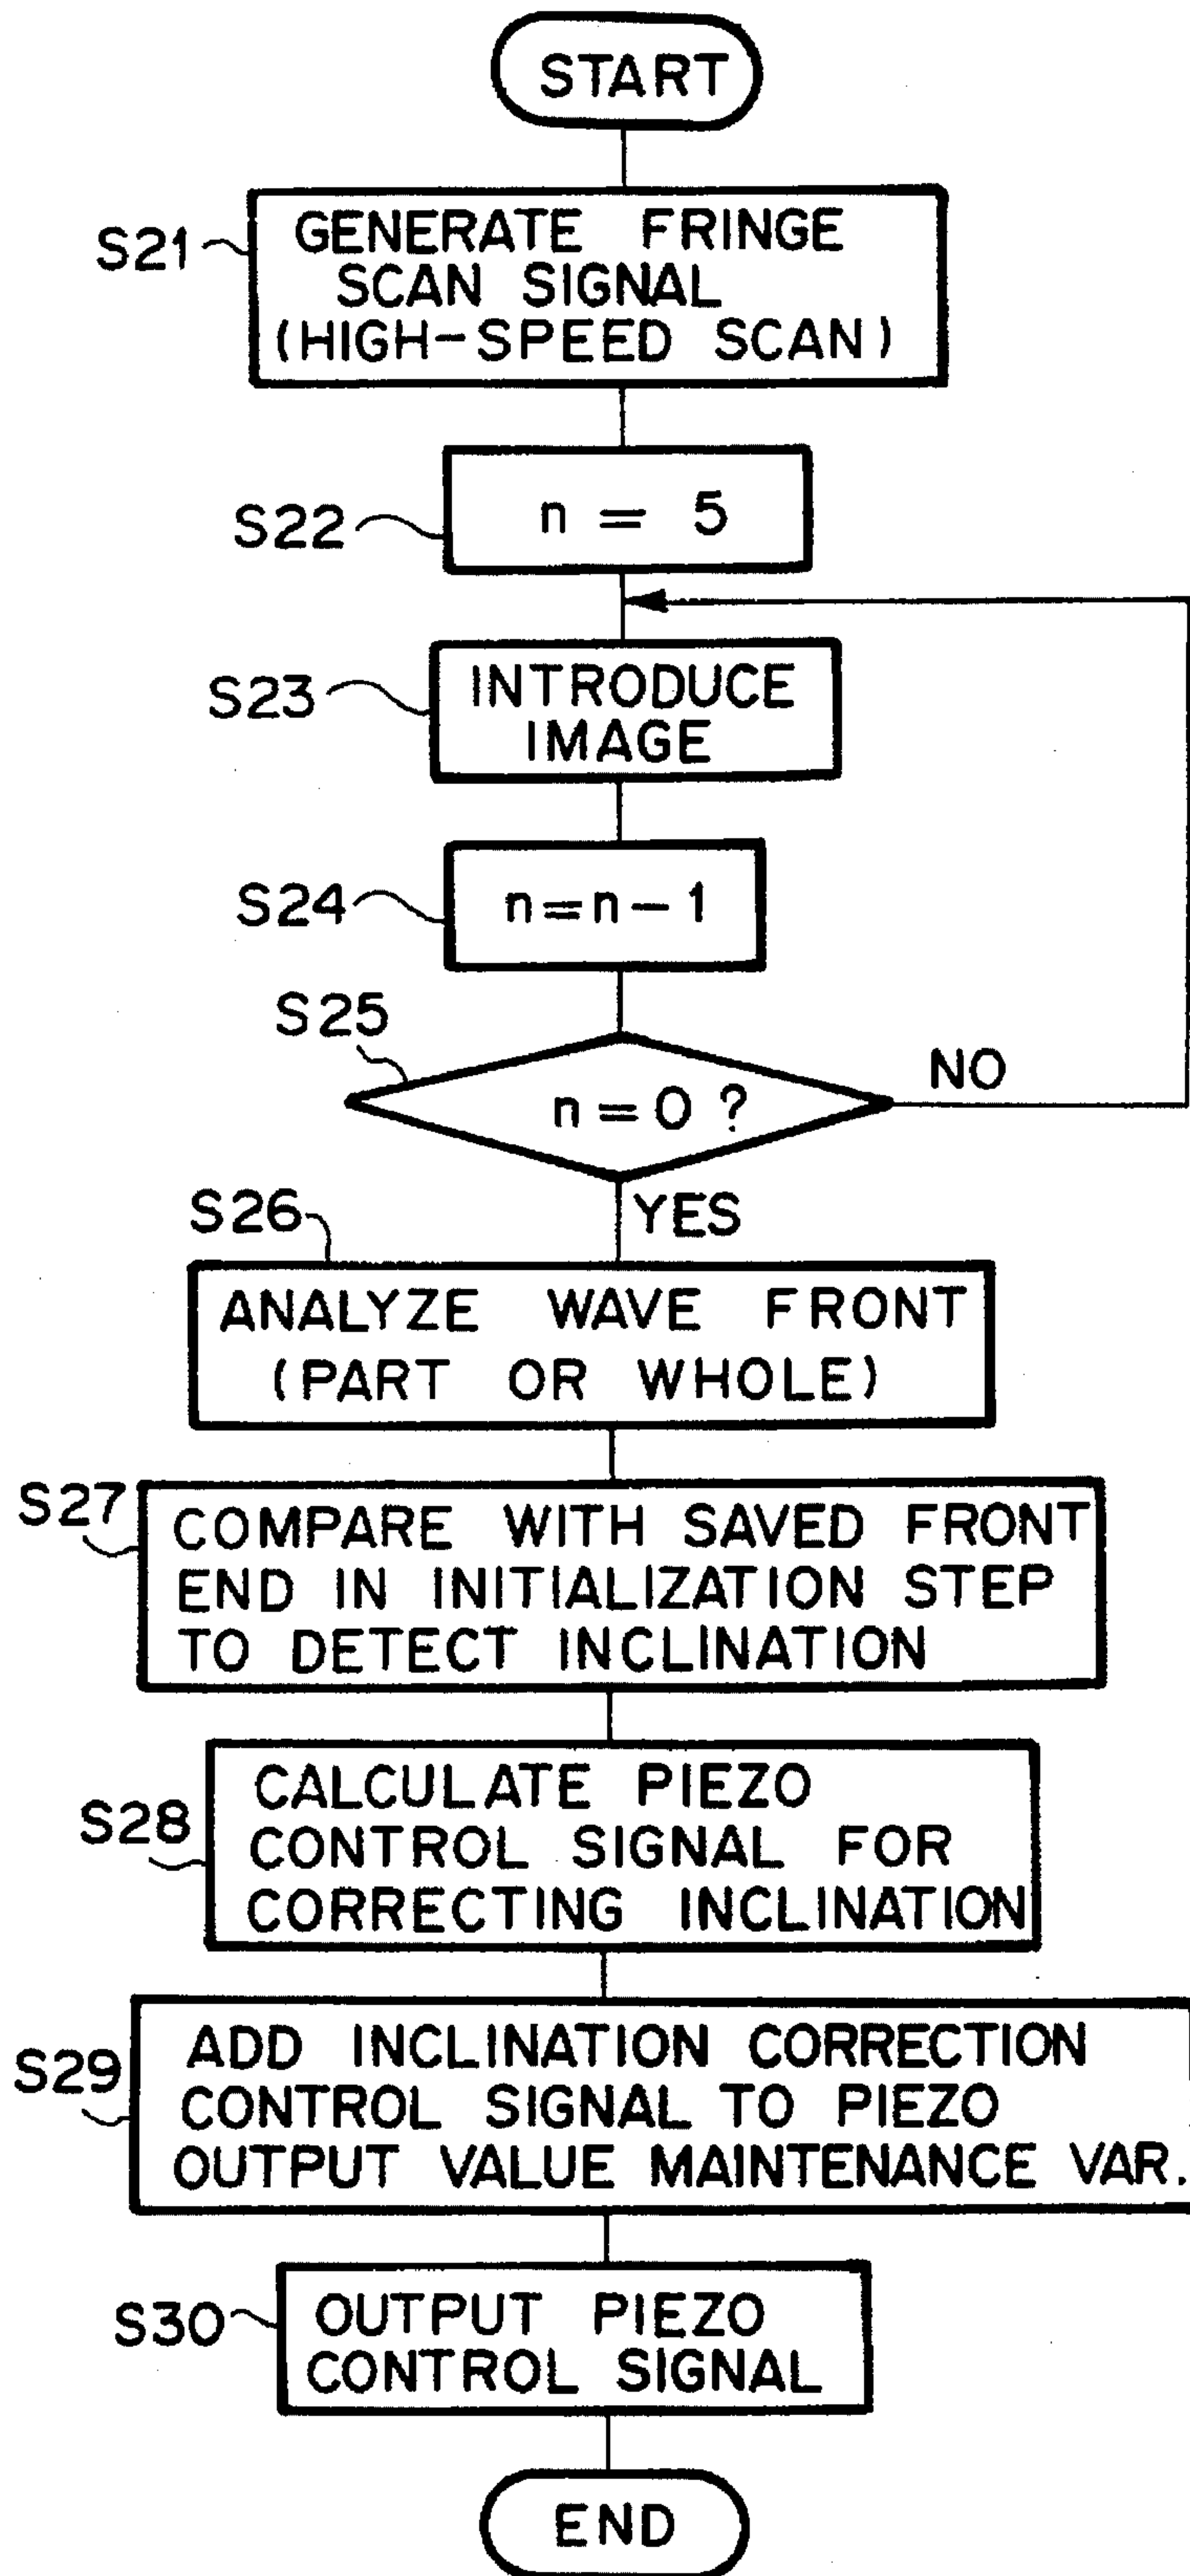 START
S21
GENERATE FRINGE
SCAN SIGNAL
(HIGH-SPEED SCAN)
S22
n = 5
S23
INTRODUCE
IMAGE
S24
n=n-1
S25
n=0 ?
NO
YES
S26
ANALYZE WAVE FRONT
(PART OR WHOLE)
S27
COMPARE WITH SAVED FRONT
END IN INITIALIZATION STEP
TO DETECT INCLINATION
S28
CALCULATE PIEZO
CONTROL SIGNAL FOR
CORRECTING INCLINATION
S29
ADD INCLINATION CORRECTION
CONTROL SIGNAL TO PIEZO
OUTPUT VALUE MAINTENANCE VAR.
S30
OUTPUT PIEZO
CONTROL SIGNAL
END